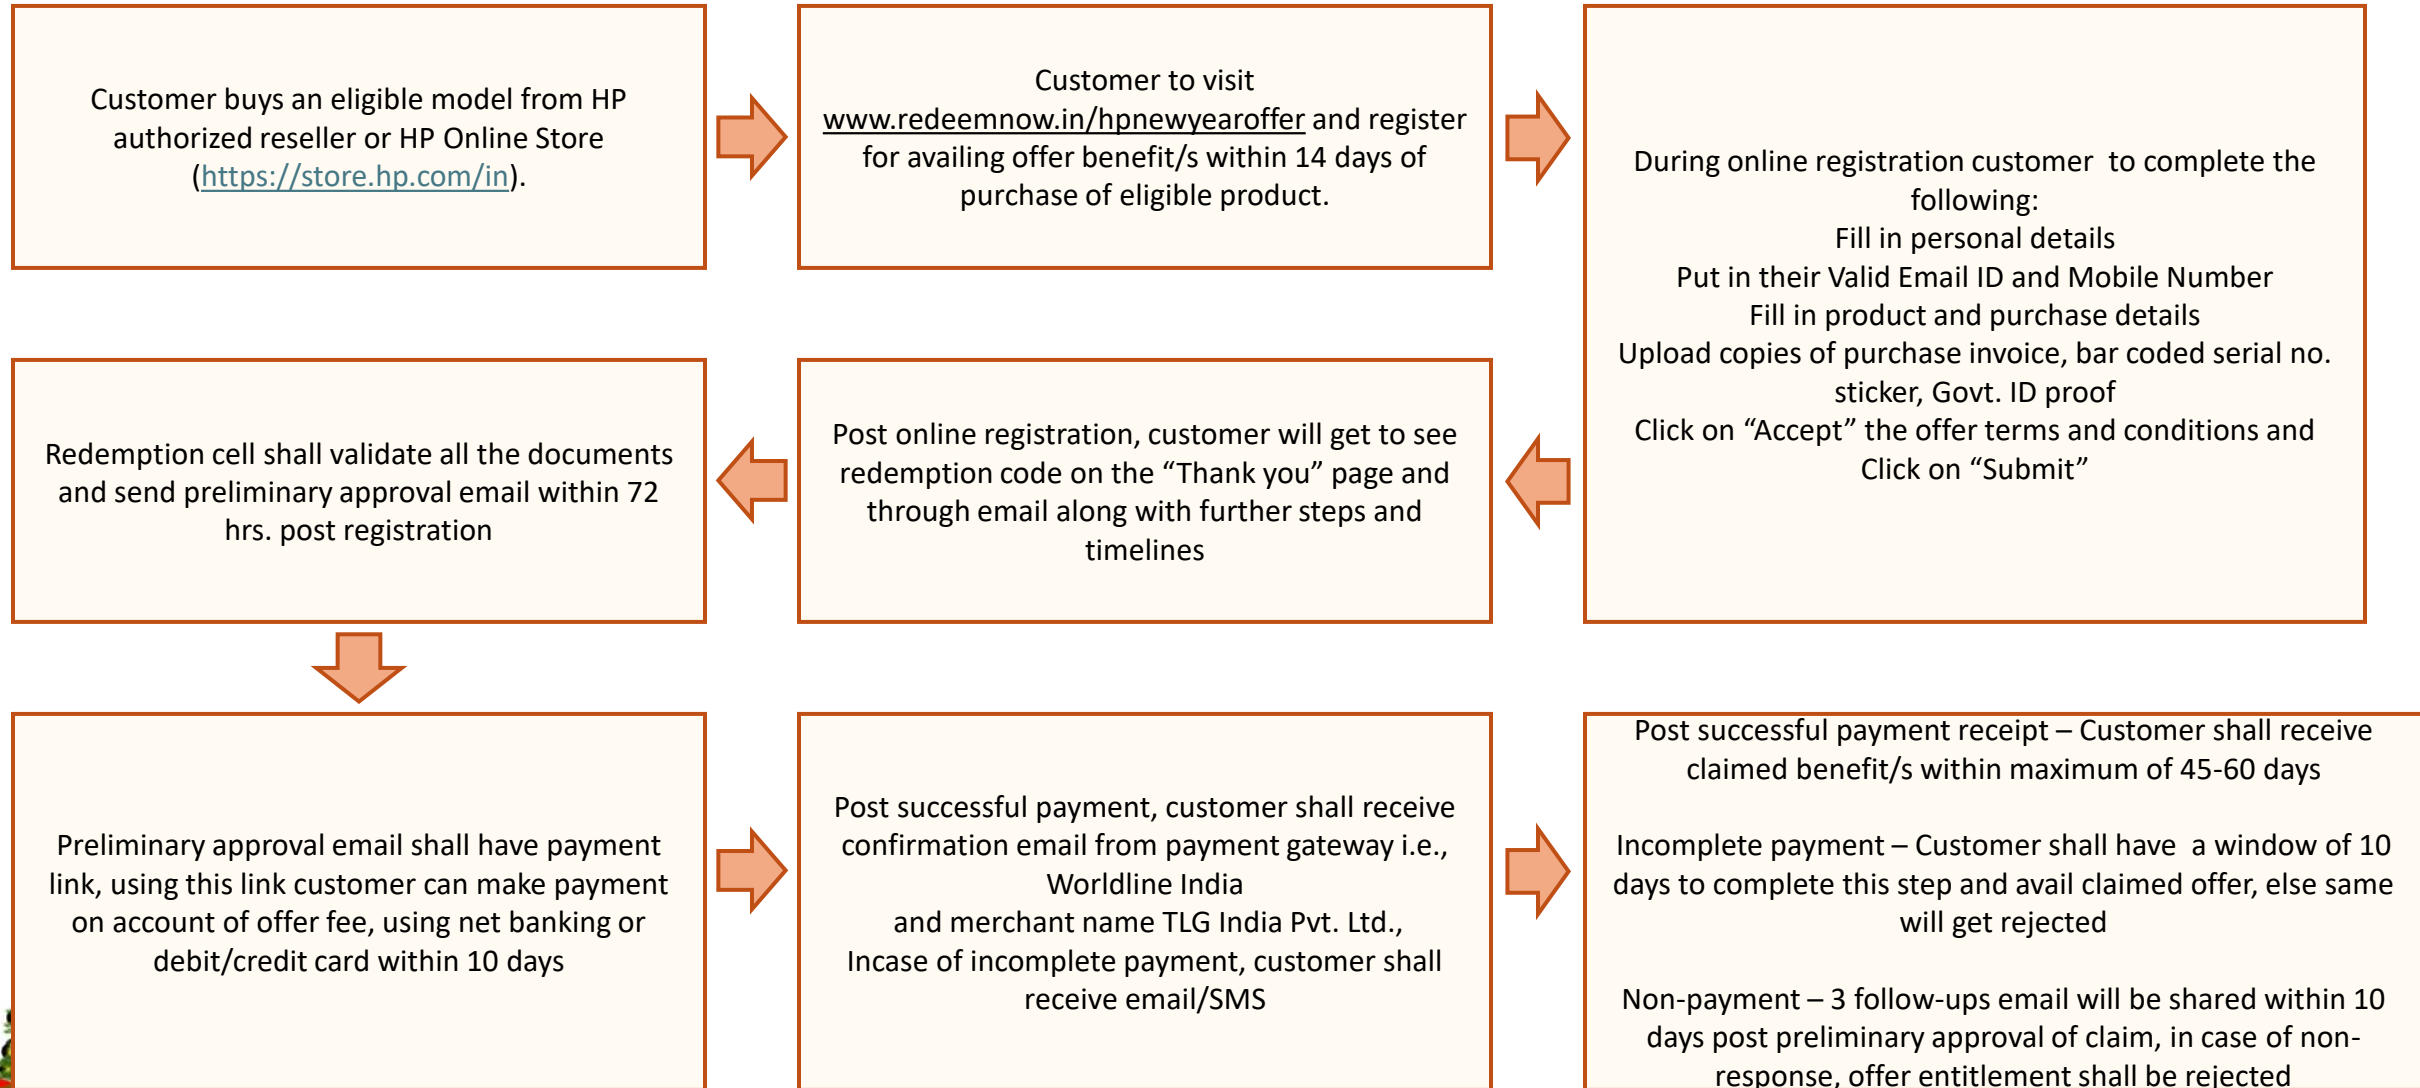 Customer buys an eligible model from HP
authorized reseller or HP Online Store
(https://store.hp.com/in).
Customer to visit
www.redeemnow.in/hpnewyearoffer and register
for availing offer benefit/s within 14 days of
purchase of eligible product.
During online registration customer  to complete the
following:
Fill in personal details
Put in their Valid Email ID and Mobile Number
Fill in product and purchase details
Upload copies of purchase invoice, bar coded serial no.
sticker, Govt. ID proof
Click on “Accept” the offer terms and conditions and
Click on “Submit”
Post online registration, customer will get to see
redemption code on the “Thank you” page and
through email along with further steps and
timelines
Redemption cell shall validate all the documents
and send preliminary approval email within 72
hrs. post registration
Preliminary approval email shall have payment
link, using this link customer can make payment
on account of offer fee, using net banking or
debit/credit card within 10 days
Post successful payment, customer shall receive
confirmation email from payment gateway i.e.,
Worldline India
and merchant name TLG India Pvt. Ltd.,
Incase of incomplete payment, customer shall
receive email/SMS
Post successful payment receipt – Customer shall receive
claimed benefit/s within maximum of 45-60 days
Incomplete payment – Customer shall have  a window of 10
days to complete this step and avail claimed offer, else same
will get rejected
Non-payment – 3 follow-ups email will be shared within 10
days post preliminary approval of claim, in case of non-
response, offer entitlement shall be rejected